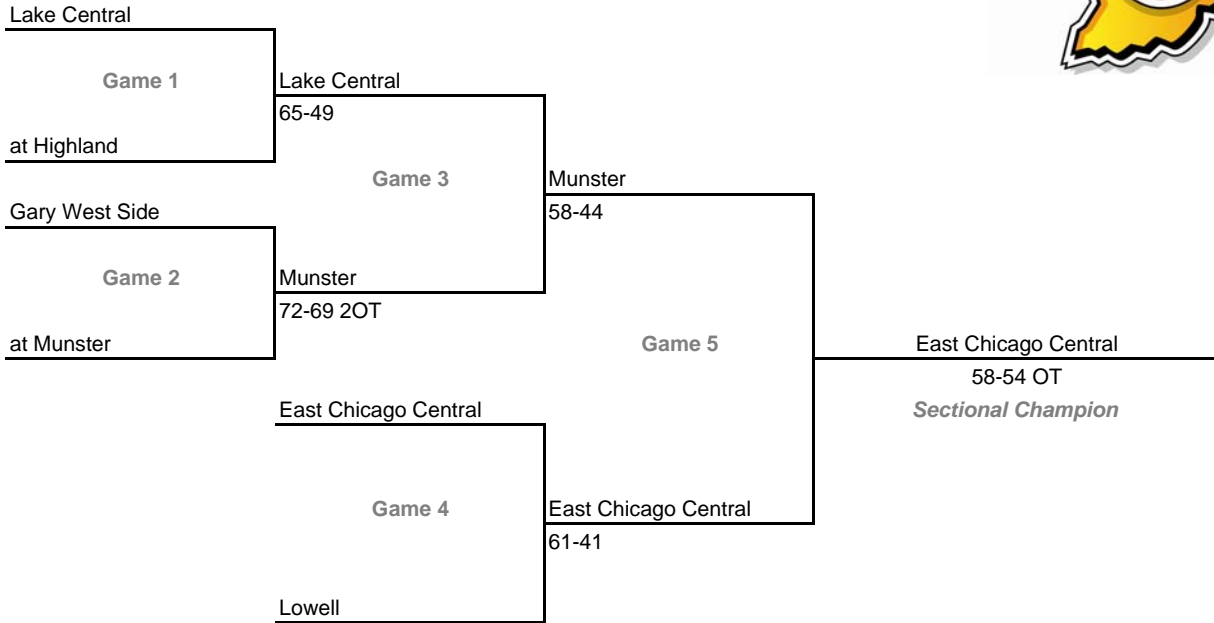 Lake Central
Game 1
Lake Central
65-49
at Highland
Game 3
Munster
Gary West Side
58-44
Game 2
Munster
72-69 2OT
at Munster
Game 5
East Chicago Central
58-54 OT
East Chicago Central
Sectional Champion
Game 4
East Chicago Central
61-41
Lowell